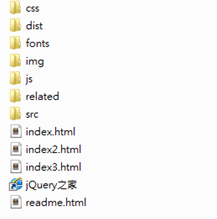 css
dist
fonts
img
js
related
src
index.html
index2.html
index3.html
jQuery之家
readme.html